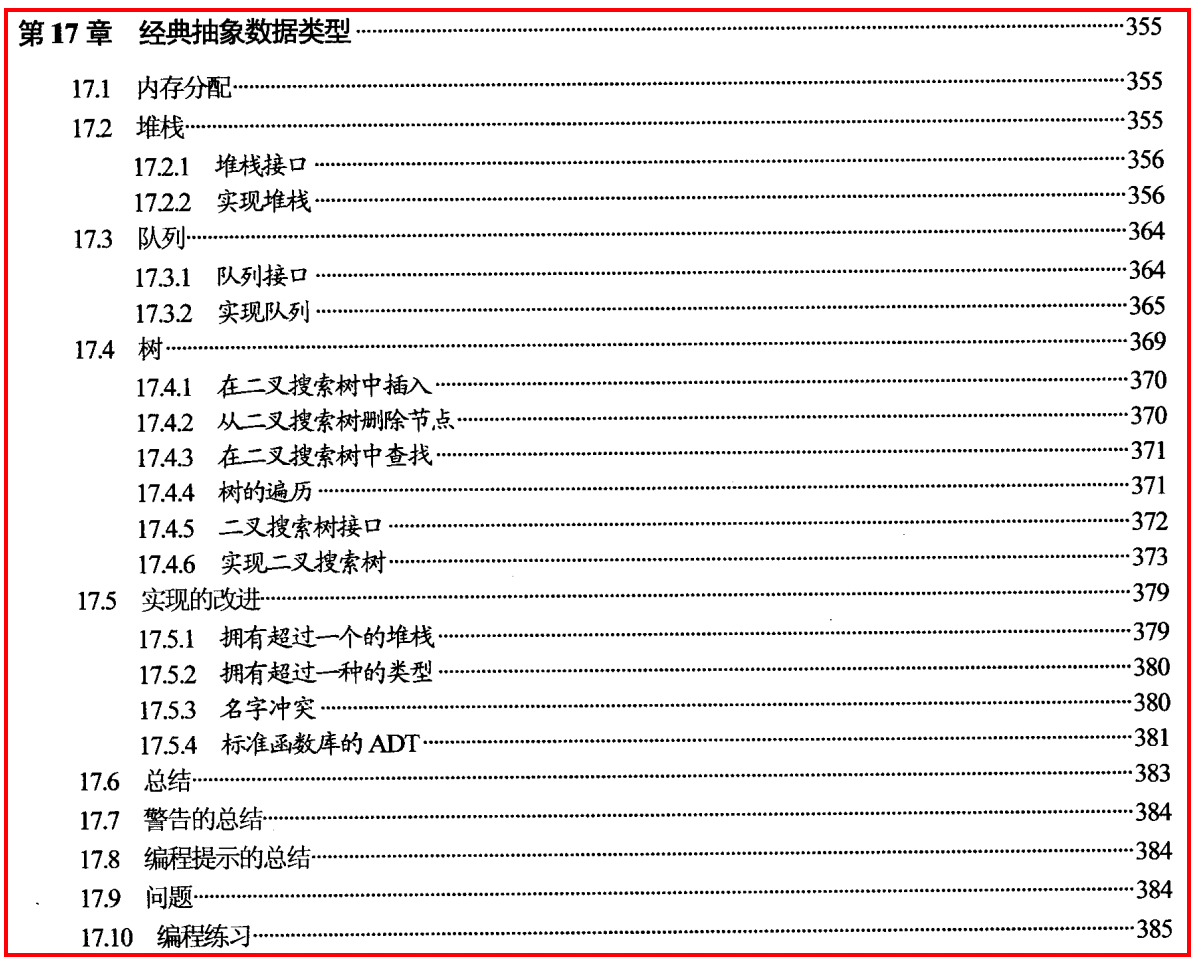 第 17 章 经典抽象数据类型 355
17.1 内存分配 355
17.2 堆栈 355
17.2.1 堆栈接口 356
17.2.2 实现堆栈 356
17.3 队列 364
17.3.1 队列接口 364
17.3.2 实现队列 365
17.4 树 369
17.4.1 在二叉搜索树中插入 370
17.4.2 从二叉搜索树删除节点 370
17.4.3 在二叉搜索树中查找 371
17.4.4 树的遍历 371
17.4.5 二叉搜索树接口 372
17.4.6 实现二叉搜索树 373
17.5 实现的改进 379
17.5.1 拥有超过一个的堆栈 379
17.5.2 拥有超过一种的类型 380
17.5.3 名字冲突 380
17.5.4 标准函数库的 ADT 381
17.6 总结 383
17.7 警告的总结 384
17.8 编程提示的总结 384
17.9 问题 384
17.10 编程练习 385